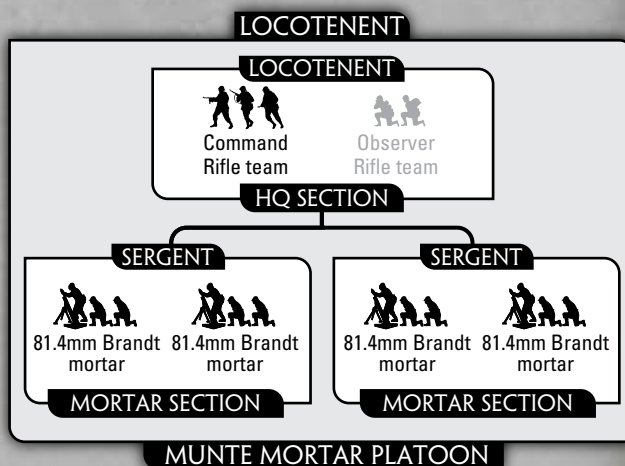 LOCOTENENT
LOCOTENENT
Command Rifle team
Observer Rifle team
HQ SECTION
SERGENT
81.4mm Brandt mortar
81.4mm Brandt mortar
MORTAR SECTION
SERGENT
81.4mm Brandt mortar
81.4mm Brandt mortar
MORTAR SECTION
MUNTE MORTAR PLATOON